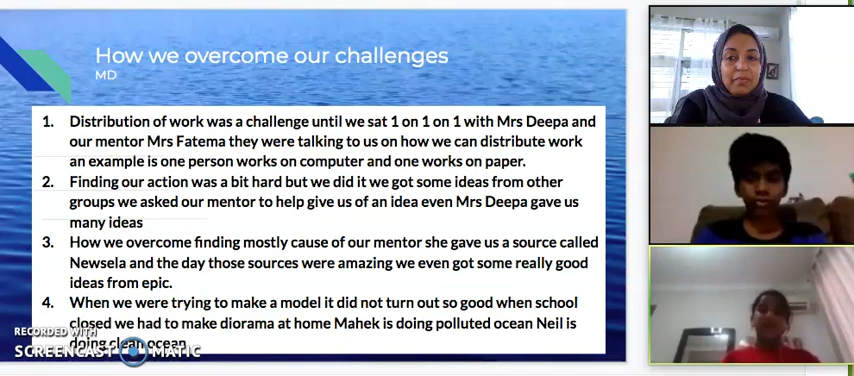 How we overcome our challenges
MD
1. Distribution of work was a challenge until we sat 1 on 1 on 1 with Mrs Deepa and
our mentor Mrs Fatema they were talking to us on how we can distribute work
an example is one person works on computer and one works on paper.
2. Finding our action was a bit hard but we did it we got some ideas from other
groups we asked our mentor to help give us of an idea even Mrs Deepa gave us
many ideas
3. How we overcome finding mostly cause of our mentor she gave us a source called
Newsela and the day those sources were amazing we even got some really good
ideas from epic.
4. When we were trying to make a model it did not turn out so good when school
closed we had to make diorama at home Mahek is doing polluted ocean Neil is
doing clean ocean
RECORDED WITH
SCREENCAST MATIC